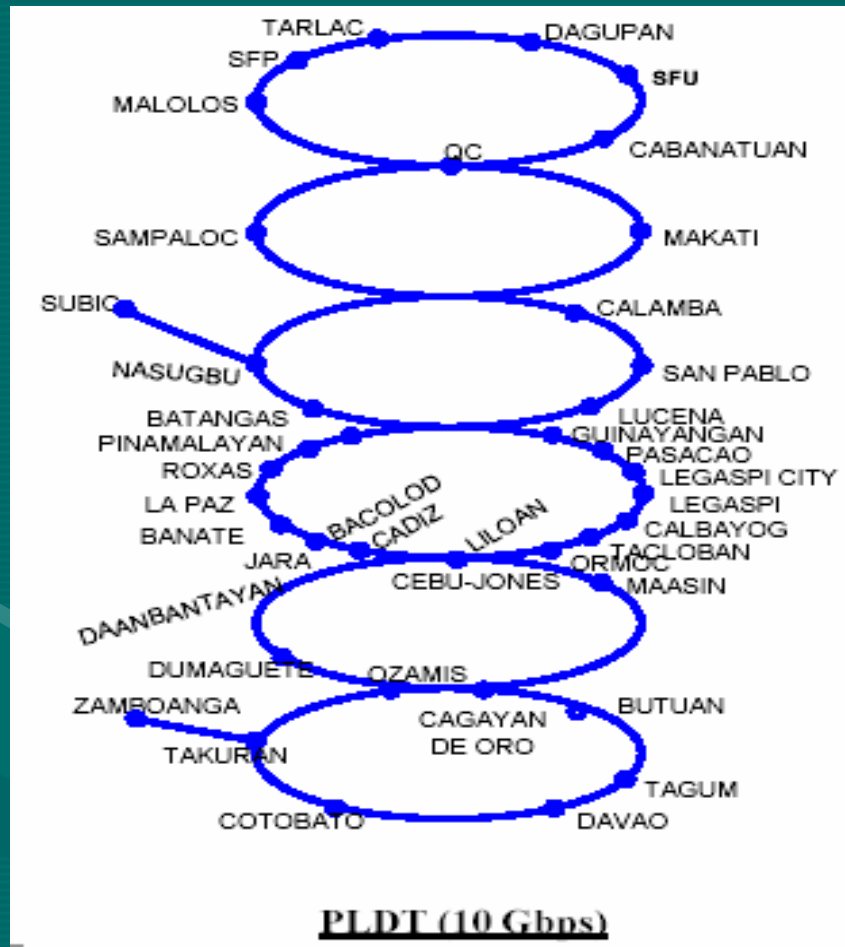 TARLAC
DAGUPAN
SFP
SFU
MALOLOS
CABANATUAN
QC
SAMPALOC
MAKATI
SUBIC
CALAMBA
NASUGBU
SAN PABLO
BATANGAS
LUCENA
PINAMALAYAN
GUINAYANGAN
PASACAO
ROXAS
LEGASPI CITY
LA PAZ
BACOLOD
LEGASPI
BANATE
CADIZ
LILOAN
CALBAYOG
JARA
TACLOBAN
CEBU-JONES
ORMOC
MAASIN
DAANBANTAYAN
DUMAGUETE
OZAMIS
ZAMBOANGA
CAGAYAN
DE ORO
BUTUAN
TAKURAN
TAGUM
COTOBATO
DAVAO
PLDT (10 Gbps)